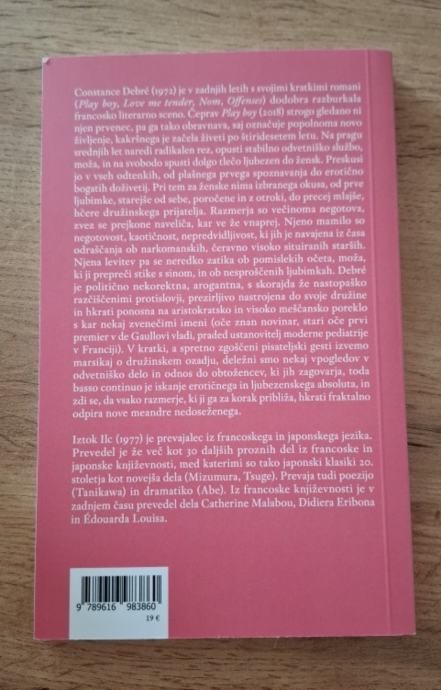 Constance Debré (1972) je v zadnjih letih s svojimi kratkimi romani
(Play boy, Love me tender, Nom, Offenses) dodobra razburkala
francosko literarno sceno. Čeprav Play boy (2018) strogo gledano ni
njen prvenec, pa ga tako obravnava, saj označuje popolnoma novo
življenje, kakršnega je začela živeti po štiridesetem letu. Na pragu
srednjih let naredi radikalen rez, opusti stabilno odvetniško službo,
moža, in na svobodo spusti dolgo tlečo ljubezen do žensk. Preskusi
jo v vseh odtenkih, od plašnega prvega spoznavanja do erotično
bogatih doživetij. Pri tem za ženske nima izbranega okusa, od prve
ljubimke, starejše od sebe, poročene in z otroki, do precej mlajše,
hčere družinskega prijatelja. Razmerja so večinoma negotova,
zvez se prejkone naveliča, kar ve že vnaprej. Njeno mamilo so
negotovost, kaotičnost, nepredvidljivost, ki jih je navajena iz časa
odraščanja ob narkomanskih, čeravno visoko situiranih starših.
Njena levitev pa se neredko zatika ob pomislekih očeta, moža,
ki ji prepreči stike s sinom, in ob nesproščenih ljubimkah. Debré
je politično nekorektna, arogantna, s skorajda že nastopaško
razčiščenimi protislovji, prezirljivo nastrojena do svoje družine
in hkrati ponosna na aristokratsko in visoko meščansko poreklo
s kar nekaj zvenečimi imeni (oče znan novinar, stari oče prvi
premier v de Gaullovi vladi, praded ustanovitelj moderne pediatrije
v Franciji). V kratki, a spretno zgoščeni pisateljski gesti izvemo
marsikaj o družinskem ozadju, deležni smo nekaj vpogledov v
odvetniško delo in odnos do obtožencev, ki jih zagovarja, toda
basso continuo je iskanje erotičnega in ljubezenskega absoluta, in
zdi se, da vsako razmerje, ki ji ga za korak približa, hkrati fraktalno
odpira nove meandre nedoseženega.
Iztok Ilc (1977) je prevajalec iz francoskega in japonskega jezika.
Prevedel je že več kot 30 daljših proznih del iz francoske in
japonske književnosti, med katerimi so tako japonski klasiki 20.
stoletja kot novejša dela (Mizumura, Tsuge). Prevaja tudi poezijo
(Tanikawa) in dramatiko (Abe). Iz francoske književnosti je v
zadnjem času prevedel dela Catherine Malabou, Didiera Eribona
in Édouarda Louisa.
9 789616 983860
19 €